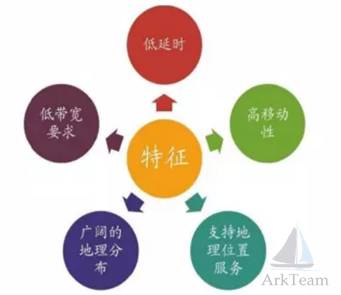 低延时
低带宽
要求
高移动
性
特征
广阔的
地理分
布
支持地
理位置
服务
ArkTeam